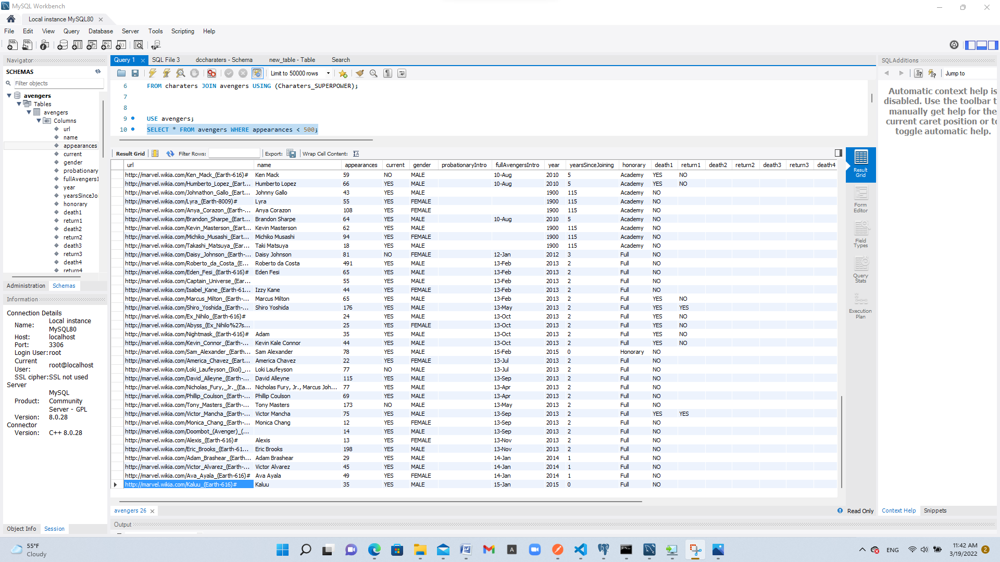 MySQL Workbench
Local instance MySQL80
File Edit View Query Database Server Tools Scripting Help
Navigator
SCHEMAS
Filter objects
avengers
Tables
avengers
Columns
url
name
appearances
current
gender
probationary
fullAvengersI
year
yearsSinceJoi
honorary
death1
return1
death2
return2
death3
return3
death4
return4
Administration Schemas
Information
Connection Details
Name: Local instance MySQL80
Host: localhost
Port: 3306
Login User: root
Current User: root@localhost
SSL cipher: SSL not used
Server
Product: MySQL Community Server - GPL
Version: 8.0.28
Connector
Version: C++ 8.0.28
Object Info Session
Query 1 SQL File 3 dccharaters - Schema new_table - Table Search
Limit to 50000 rows
6 FROM charaters JOIN avengers USING (Charaters_SUPERPOWER);
7
8
9 USE avengers;
10 SELECT * FROM avengers WHERE appearances < 500;
Result Grid Filter Rows: Export: Wrap Cell Content:
url name appearances current gender probationaryIntro fullAvengersIntro year yearsSinceJoining honorary death1 return1 death2 return2 death3 return3 death4
http://marvel.wikia.com/Ken_Mack_(Earth-616)# Ken Mack 59 NO MALE 10-Aug 2010 5 Academy YES NO
http://marvel.wikia.com/Humberto_Lopez_(Eart... Humberto Lopez 66 YES MALE 10-Aug 2010 5 Academy YES NO
http://marvel.wikia.com/Johnathon_Gallo_(Eart... Johnny Gallo 43 YES MALE 1900 115 Academy NO
http://marvel.wikia.com/Lyra_(Earth-8009)# Lyra 55 YES FEMALE 1900 115 Academy NO
http://marvel.wikia.com/Anya_Corazon_(Earth-... Anya Corazon 108 YES FEMALE 1900 115 Academy NO
http://marvel.wikia.com/Brandon_Sharpe_(Eart... Brandon Sharpe 64 YES MALE 10-Aug 2010 5 Academy NO
http://marvel.wikia.com/Kevin_Masterson_(Eart... Kevin Masterson 62 YES MALE 1900 115 Academy NO
http://marvel.wikia.com/Michiko_Musashi_(Eart... Michiko Musashi 94 YES FEMALE 1900 115 Academy NO
http://marvel.wikia.com/Takashi_Matsuya_(Ear... Taki Matsuya 18 YES MALE 1900 115 Academy NO
http://marvel.wikia.com/Daisy_Johnson_(Earth-... Daisy Johnson 81 NO FEMALE 12-Jan 2012 3 Full NO
http://marvel.wikia.com/Roberto_da_Costa_(E... Roberto da Costa 491 YES MALE 13-Feb 2013 2 Full NO
http://marvel.wikia.com/Eden_Fesi_(Earth-616)# Eden Fesi 65 YES MALE 13-Feb 2013 2 Full NO
http://marvel.wikia.com/Captain_Universe_(Ear... 55 YES MALE 13-Feb 2013 2 Full NO
http://marvel.wikia.com/Isabel_Kane_(Earth-61... Izzy Kane 44 YES FEMALE 13-Feb 2013 2 Full NO
http://marvel.wikia.com/Marcus_Milton_(Earth-... Marcus Milton 65 YES MALE 13-Feb 2013 2 Full YES NO
http://marvel.wikia.com/Shiro_Yoshida_(Earth-... Shiro Yoshida 176 YES MALE 13-May 2013 2 Full YES YES
http://marvel.wikia.com/Ex_Nihilo_(Earth-616)# 24 YES MALE 13-Oct 2013 2 Full YES NO
http://marvel.wikia.com/Abyss_(Ex_Nihilo%27s... 25 YES FEMALE 13-Oct 2013 2 Full YES NO
http://marvel.wikia.com/Nightmask_(Earth-616)# Adam 35 YES MALE 13-Oct 2013 2 Full YES NO
http://marvel.wikia.com/Kevin_Connor_(Earth-... Kevin Kale Connor 44 YES MALE 13-Oct 2013 2 Full YES NO
http://marvel.wikia.com/Sam_Alexander_(Earth... Sam Alexander 78 YES MALE 15-Feb 2015 0 Honorary NO
http://marvel.wikia.com/America_Chavez_(Eart... America Chavez 22 YES FEMALE 13-Jul 2013 2 Full NO
http://marvel.wikia.com/Loki_Laufeyson_(Ikol)_... Loki Laufeyson 77 NO MALE 13-Jul 2013 2 Full NO
http://marvel.wikia.com/David_Alleyne_(Earth-... David Alleyne 115 YES MALE 13-Sep 2013 2 Full NO
http://marvel.wikia.com/Nicholas_Fury,_Jr._(Ea... Nicholas Fury, Jr., Marcus Joh... 77 YES MALE 13-Apr 2013 2 Full NO
http://marvel.wikia.com/Phillip_Coulson_(Earth-... Phillip Coulson 69 YES MALE 13-Apr 2013 2 Full NO
http://marvel.wikia.com/Tony_Masters_(Earth-... Tony Masters 173 NO MALE 13-May 2013 2 Full NO
http://marvel.wikia.com/Victor_Mancha_(Earth-... Victor Mancha 75 YES MALE 13-Sep 2013 2 Full YES YES
http://marvel.wikia.com/Monica_Chang_(Earth-... Monica Chang 12 YES FEMALE 13-Sep 2013 2 Full NO
http://marvel.wikia.com/Doombot_(Avenger)_(... 14 YES MALE 13-Sep 2013 2 Full NO
http://marvel.wikia.com/Alexis_(Earth-616)# Alexis 13 YES FEMALE 13-Nov 2013 2 Full NO
http://marvel.wikia.com/Eric_Brooks_(Earth-61... Eric Brooks 198 YES MALE 13-Nov 2013 2 Full NO
http://marvel.wikia.com/Adam_Brashear_(Earth... Adam Brashear 29 YES MALE 14-Jan 2014 1 Full NO
http://marvel.wikia.com/Victor_Alvarez_(Earth-... Victor Alvarez 45 YES MALE 14-Jan 2014 1 Full NO
http://marvel.wikia.com/Ava_Ayala_(Earth-616)# Ava Ayala 49 YES FEMALE 14-Jan 2014 1 Full NO
http://marvel.wikia.com/Kaluu_(Earth-616)# Kaluu 35 YES MALE 15-Jan 2015 0 Full NO
avengers 26
Read Only
Output
Result Grid
Form Editor
Field Types
Query Stats
Execution Plan
SQLAdditions
Jump to
Automatic context help is
disabled. Use the toolbar t
manually get help for the
current caret position or to
toggle automatic help.
Context Help Snippets
55°F
Cloudy
ENG
11:42 AM
3/19/2022
2